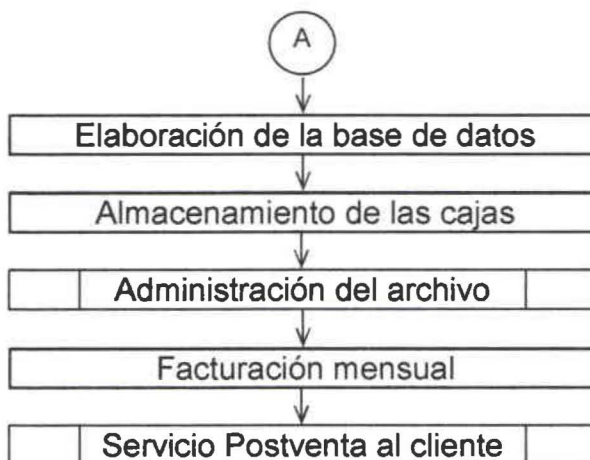 A
Elaboración de la base de datos
Almacenamiento de las cajas
Administración del archivo
Facturación mensual
Servicio Postventa al cliente